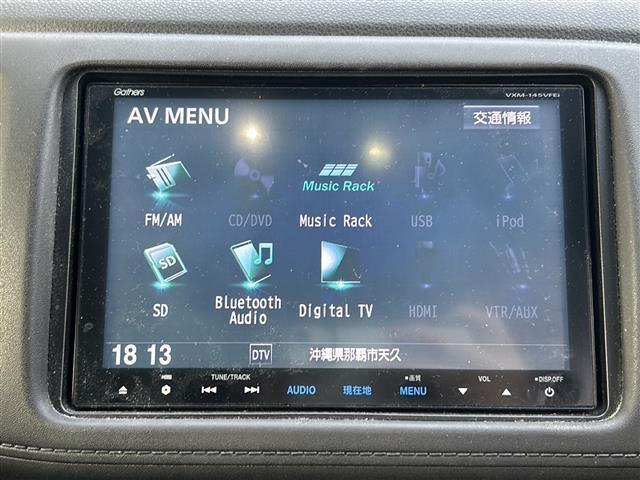 Gathers
VXM-145VFEi
AV MENU
交通情報
Music Rack
FM/AM
CD/DVD
Music Rack
USB
iPod
SD
SD
Bluetooth Audio
Digital TV
HDMI
VTR/AUX
18 13
DTV
沖縄県那覇市天久
TUNE/TRACK
画質
VOL
DISP.OFF
AUDIO
現在地
MENU